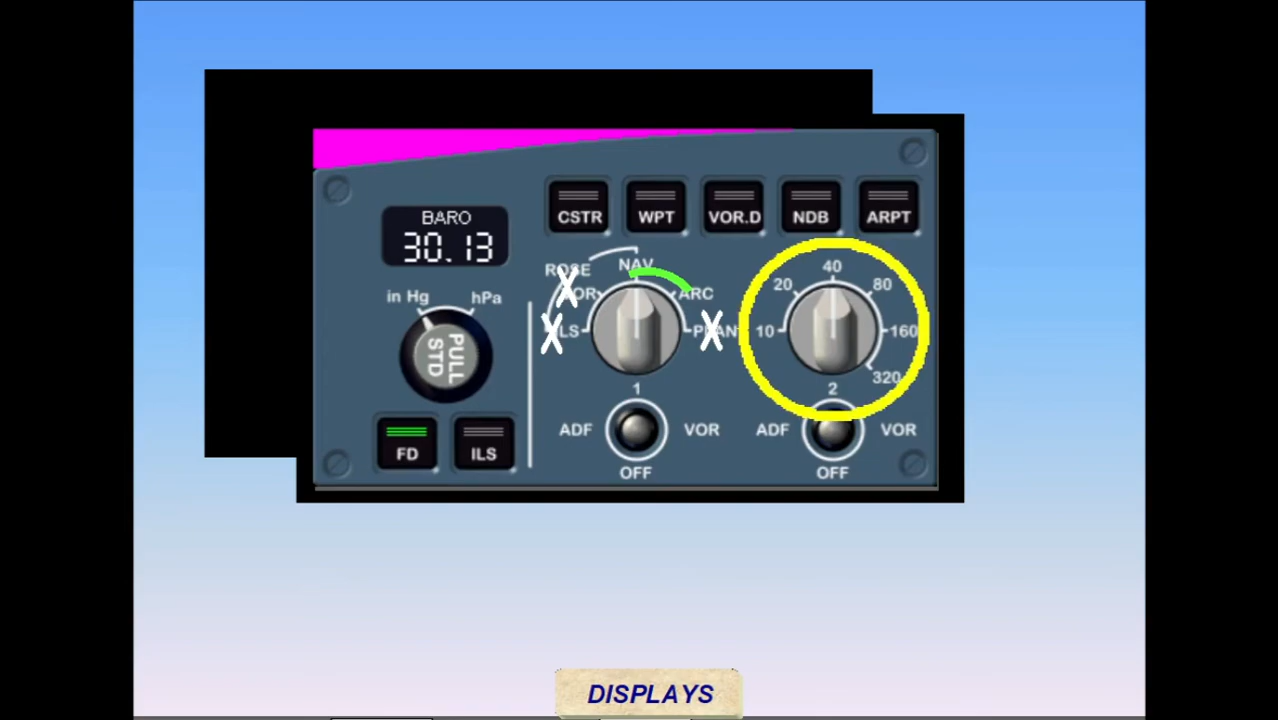 CSTR
WPT
VOR.D
NDB
ARPT
BARO
30.13
in Hg
hPa
PULL
STD
FD
ILS
ROSE
NAV
ARC
1
ADF
VOR
OFF
10
20
40
80
160
320
2
ADF
VOR
OFF
DISPLAYS